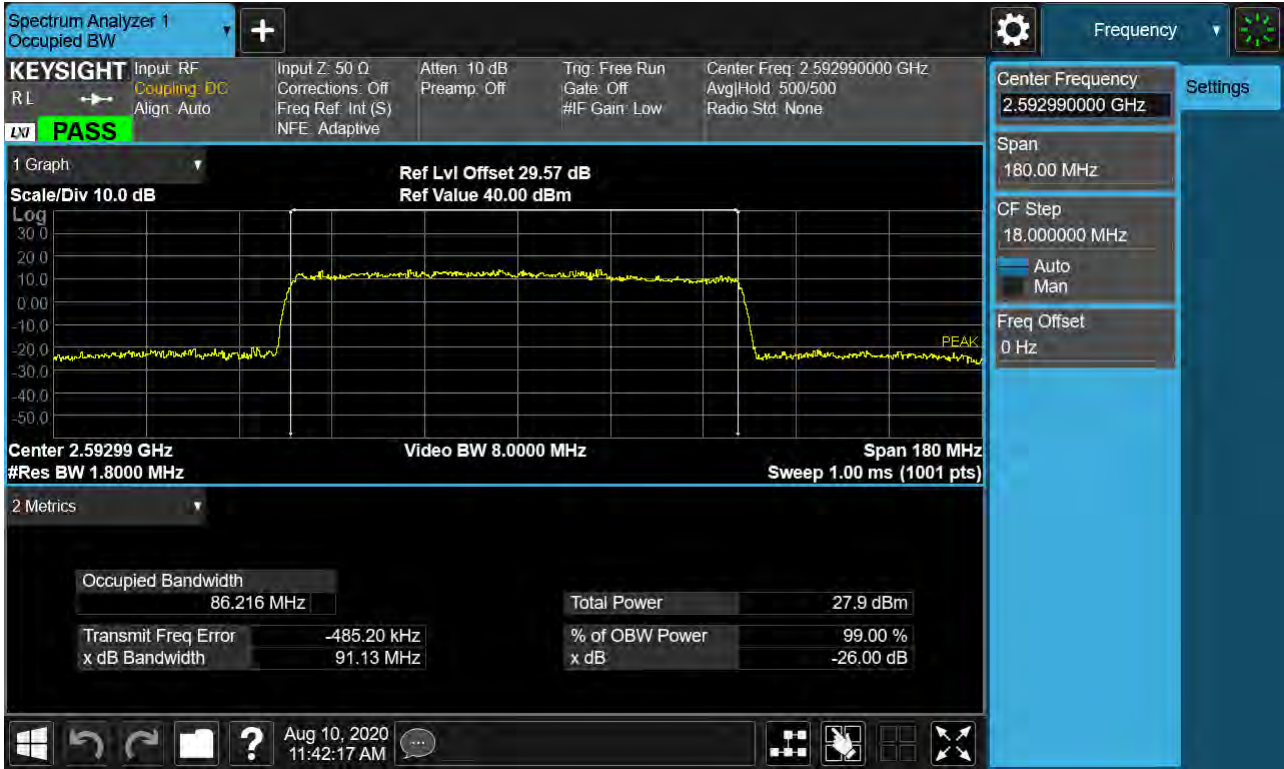 Spectrum Analyzer 1
Occupied BW
Frequency
KEYSIGHT
R L
LXI PASS
Input: RF
Coupling: DC
Align: Auto
Input Z: 50 Ω
Corrections: Off
Freq Ref: Int (S)
NFE: Adaptive
Atten: 10 dB
Preamp: Off
Trig: Free Run
Gate: Off
#IF Gain: Low
Center Freq: 2.592990000 GHz
Avg|Hold: 500/500
Radio Std: None
Center Frequency
2.592990000 GHz
Settings
Span
180.00 MHz
CF Step
18.000000 MHz
Auto
Man
Freq Offset
0 Hz
1 Graph
Scale/Div 10.0 dB
Ref Lvl Offset 29.57 dB
Ref Value 40.00 dBm
Log
30.0
20.0
10.0
0.00
-10.0
-20.0
-30.0
-40.0
-50.0
PEAK
Center 2.59299 GHz
#Res BW 1.8000 MHz
Video BW 8.0000 MHz
Span 180 MHz
Sweep 1.00 ms (1001 pts)
2 Metrics
Occupied Bandwidth
86.216 MHz
Transmit Freq Error -485.20 kHz
x dB Bandwidth 91.13 MHz
Total Power 27.9 dBm
% of OBW Power 99.00 %
x dB -26.00 dB
?
Aug 10, 2020
11:42:17 AM